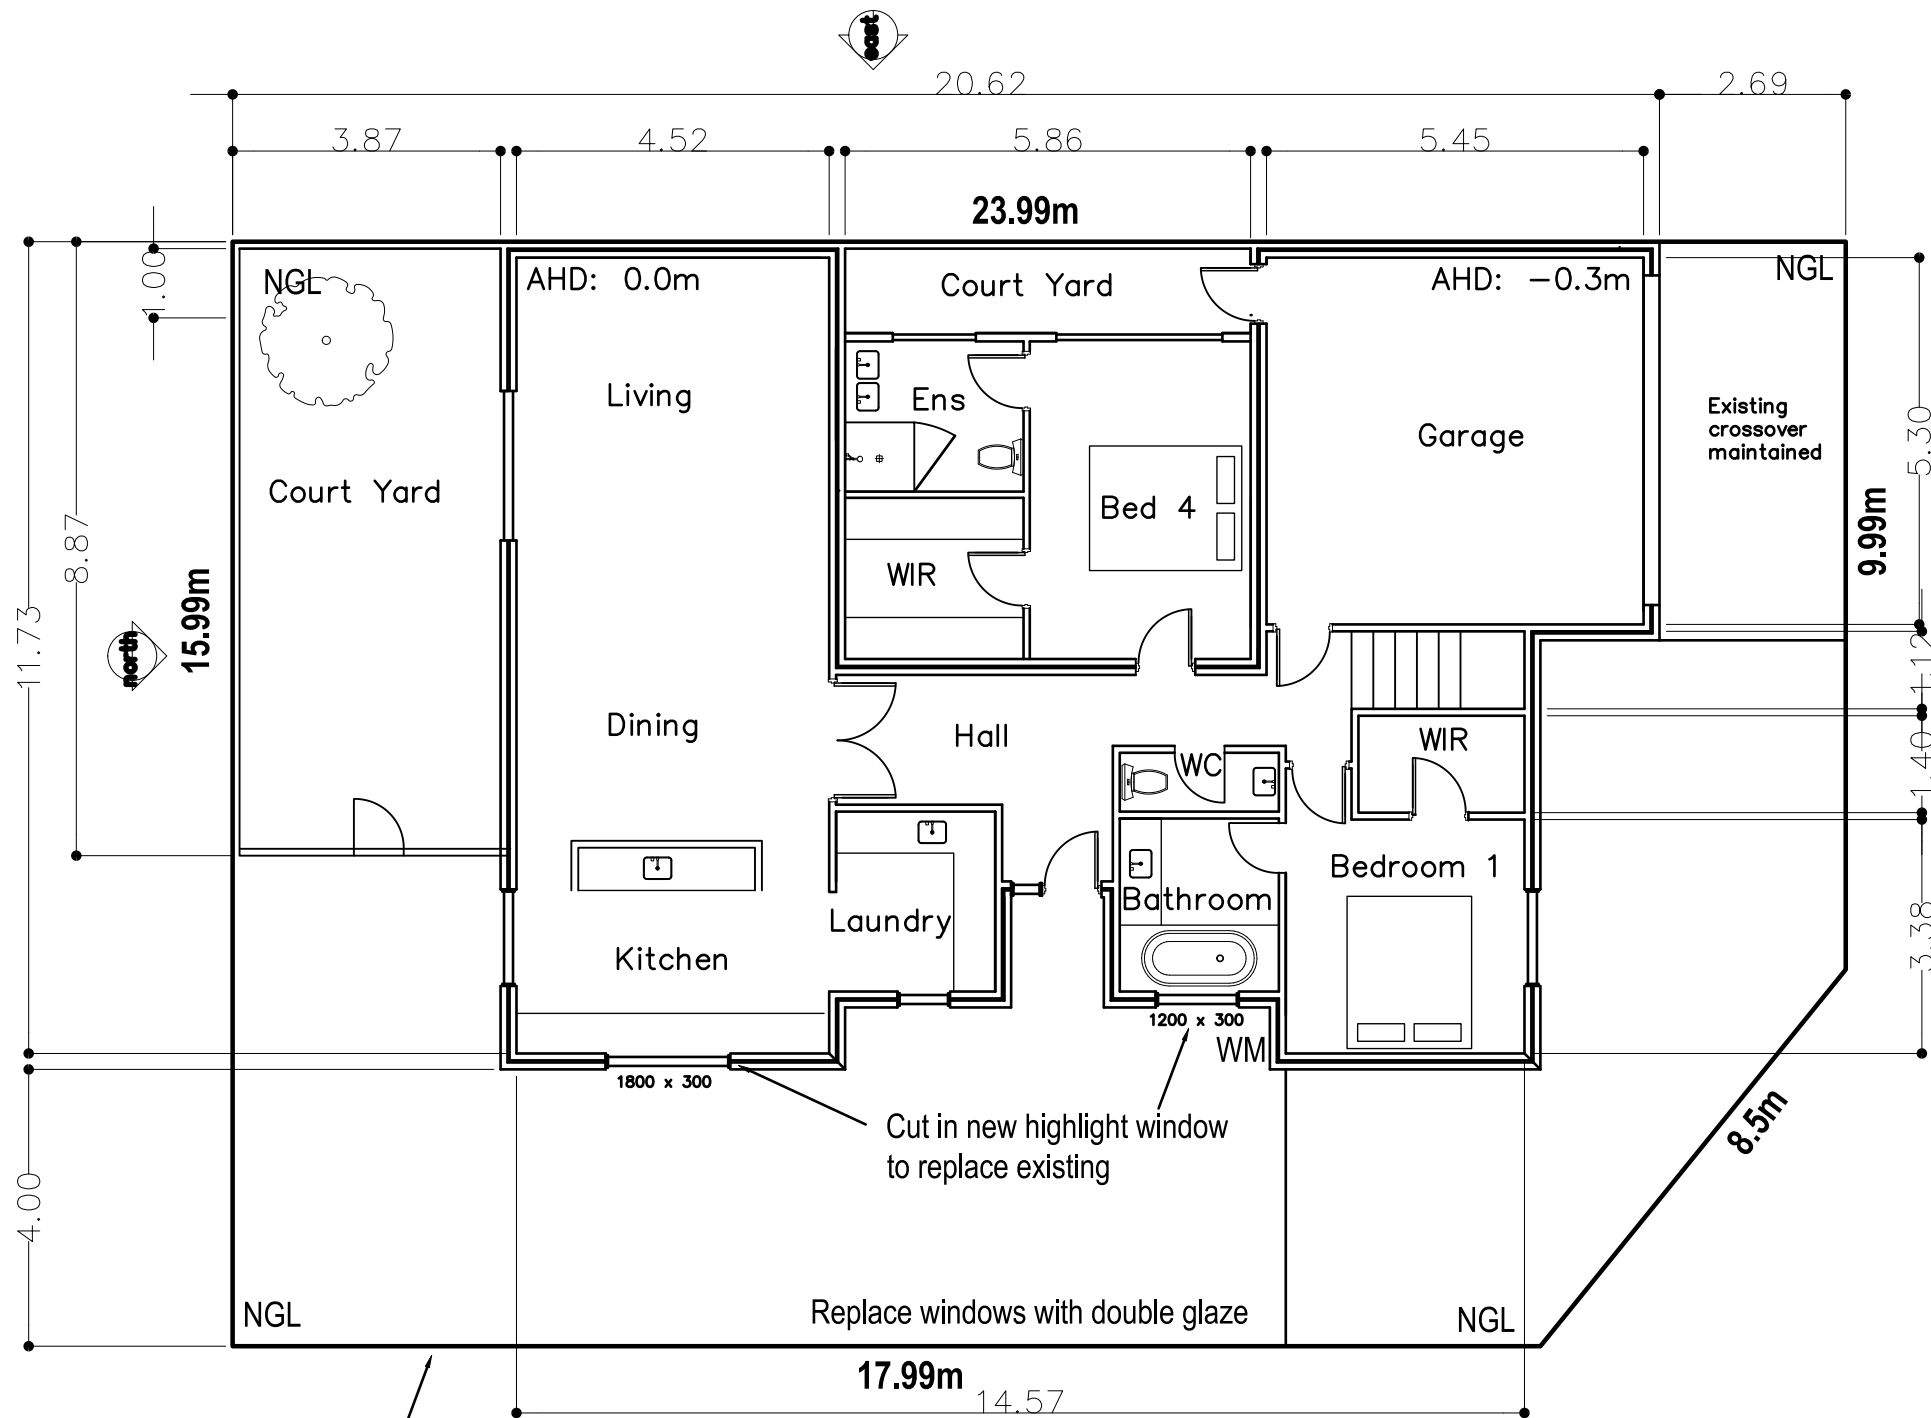 east
20.62
2.69
3.87
4.52
5.86
5.45
23.99m
1.00
NGL
AHD: 0.0m
Court Yard
AHD: -0.3m
NGL
Living
Ens
Garage
Existing
crossover
maintained
5.30
Court Yard
Bed 4
8.87
9.99m
WIR
15.99m
11.73
north
1.12
Dining
Hall
WC
WIR
1.40
Bedroom 1
Bathroom
Laundry
3.38
Kitchen
1200 x 300
WM
1800 x 300
Cut in new highlight window
to replace existing
8.5m
4.00
NGL
Replace windows with double glaze
NGL
17.99m
14.57